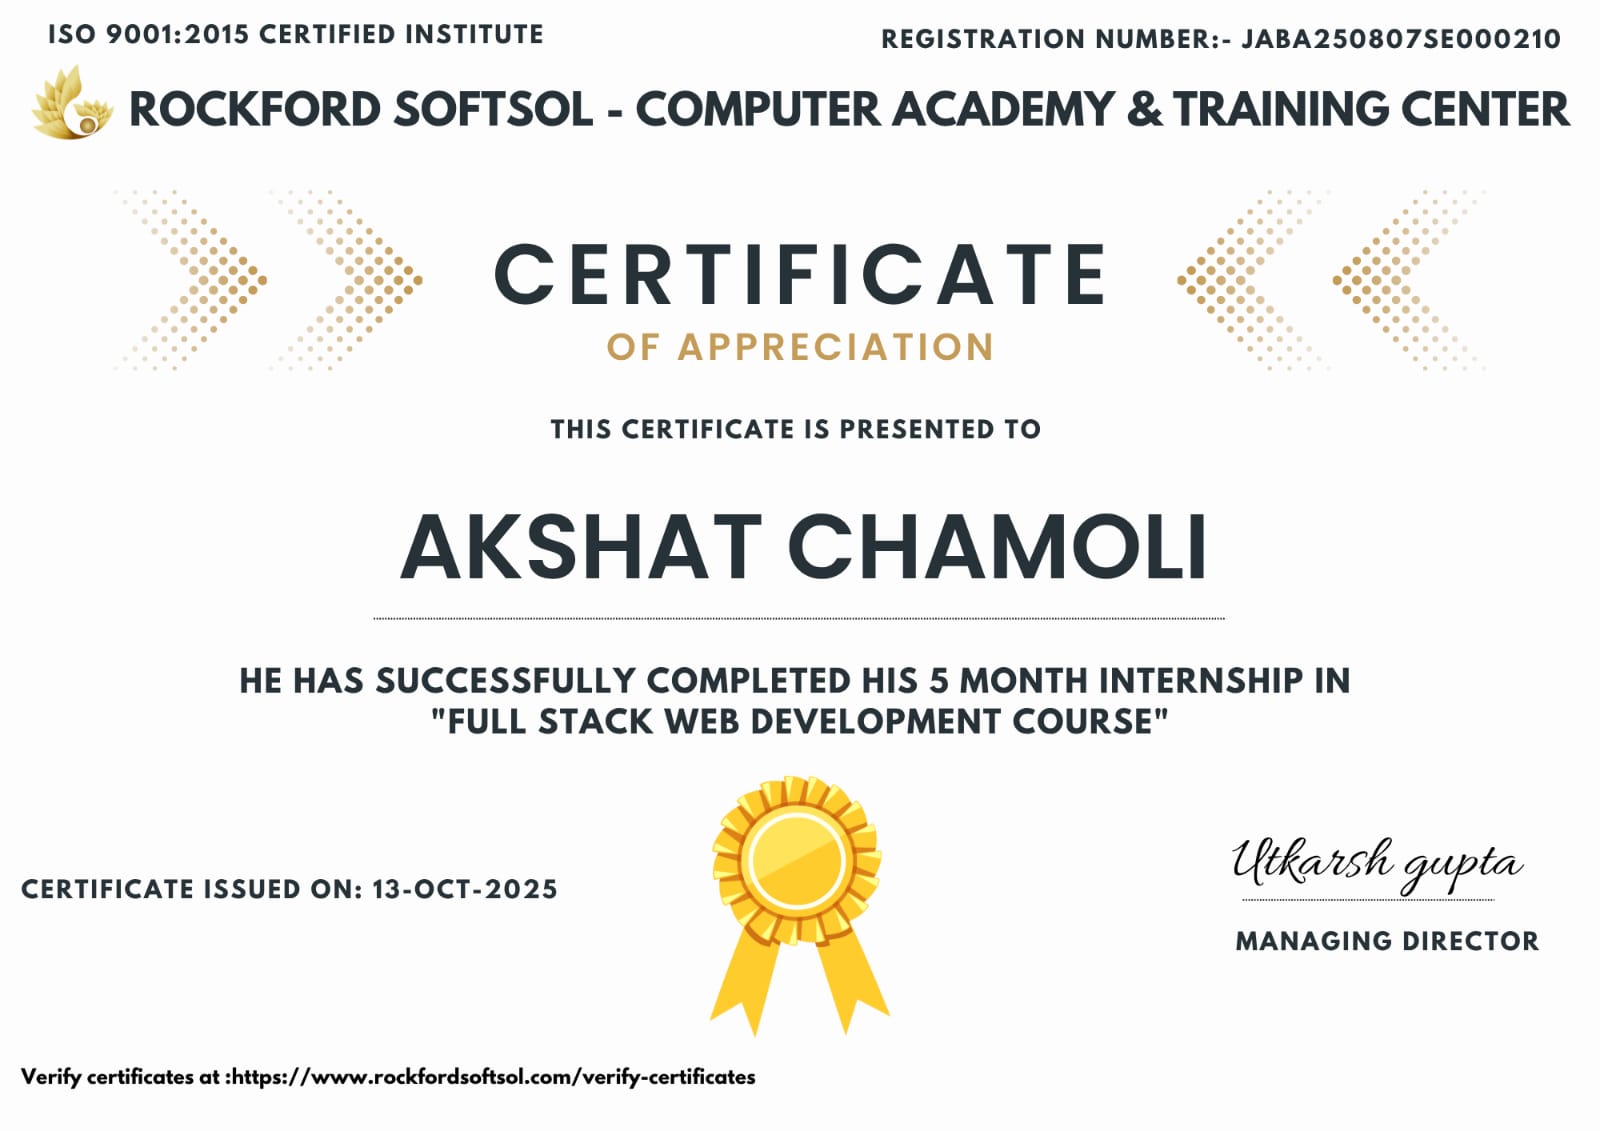 ISO 9001:2015 CERTIFIED INSTITUTE
REGISTRATION NUMBER:- JABA250807SE000210
ROCKFORD SOFTSOL - COMPUTER ACADEMY & TRAINING CENTER
CERTIFICATE
OF APPRECIATION
THIS CERTIFICATE IS PRESENTED TO
AKSHAT CHAMOLI
HE HAS SUCCESSFULLY COMPLETED HIS 5 MONTH INTERNSHIP IN
"FULL STACK WEB DEVELOPMENT COURSE"
Utkarsh gupta
CERTIFICATE ISSUED ON: 13-OCT-2025
MANAGING DIRECTOR
Verify certificates at :https://www.rockfordsoftsol.com/verify-certificates